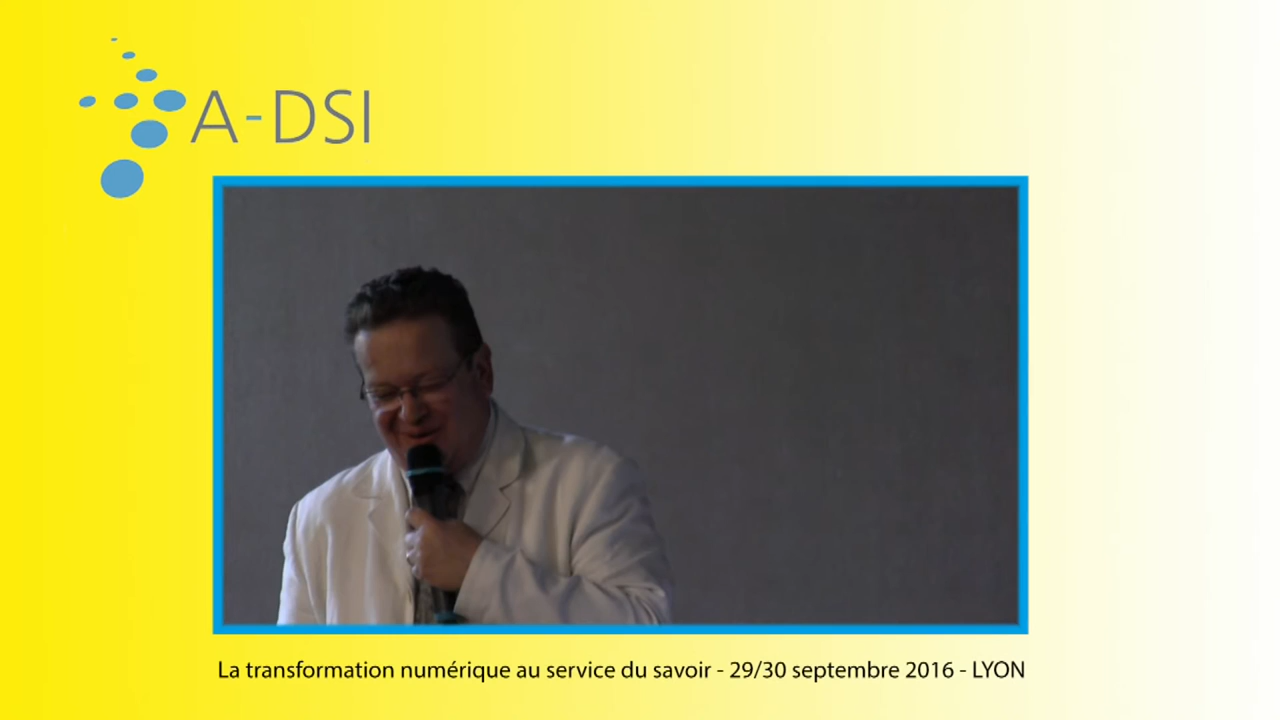 A-DSI
La transformation numérique au service du savoir - 29/30 septembre 2016 - LYON